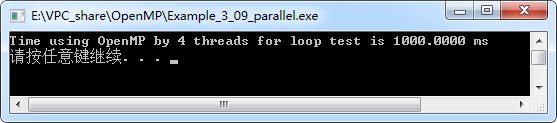 E:\VPC_share\OpenMP\Example_3_09_parallel.exe
Time using OpenMP by 4 threads for loop test is 1000.0000 ms
请按任意键继续. . .